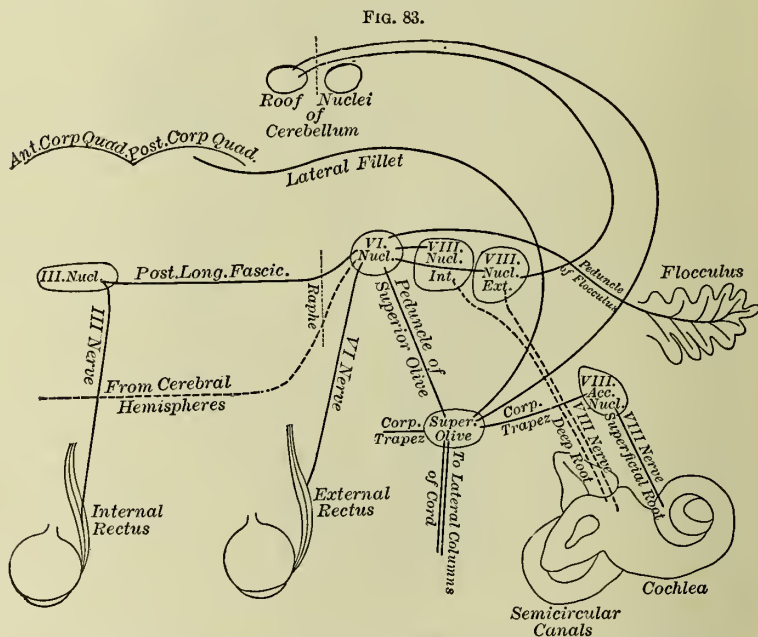 FIG. 83.
Roof Nuclei
of
Cerebellum
Ant. Corp Quad. Post. Corp Quad.
Lateral Fillet
III. Nucl.
Post. Long. Fascic.
Raphe
VI.
Nucl.
VIII.
Nucl.
Int.
VIII.
Nucl.
Ext.
Peduncle
of Flocculus
Flocculus
III Nerve
From Cerebral
Hemispheres
VI Nerve
Peduncle of
Superior Olive
Corp.
Trapez
Super.
Olive
Corp.
Trapez
VIII.
Acc.
Nucl.
VIII Nerve
Deep Root
VIII Nerve
Superficial Root
To Lateral Columns
of Cord
Internal
Rectus
External
Rectus
Cochlea
Semicircular
Canals